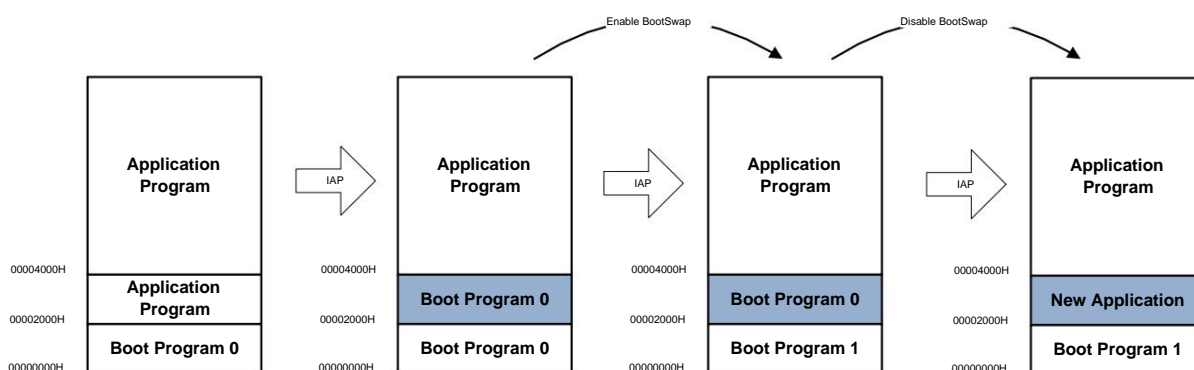 Enable BootSwap
Disable BootSwap
Application
Program
IAP
Application
Program
IAP
Application
Program
IAP
Application
Program
00004000H
00004000H
00004000H
00004000H
Application
Program
Boot Program 0
Boot Program 0
New Application
00002000H
00002000H
00002000H
00002000H
Boot Program 0
Boot Program 0
Boot Program 1
Boot Program 1
00000000H
00000000H
00000000H
00000000H